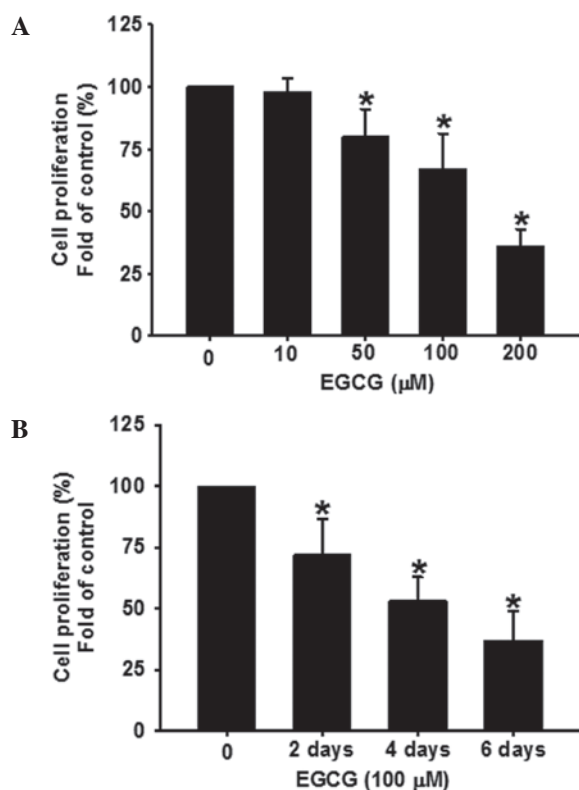 A
Cell proliferation
Fold of control (%)
125
100
75
50
25
0
* * *
0 10 50 100 200
EGCG (μM)
B
Cell proliferation (%)
Fold of control
125
100
75
50
25
0
* * *
0 2 days 4 days 6 days
EGCG (100 μM)